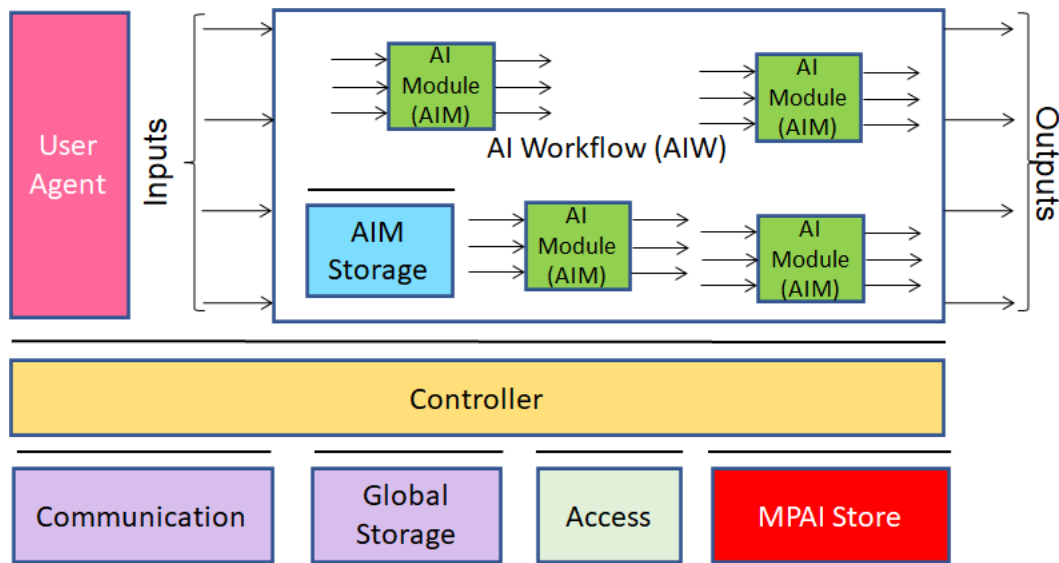 User
Agent
Inputs
AI
Module
(AIM)
AI
Module
(AIM)
AI Workflow (AIW)
AIM
Storage
AI
Module
(AIM)
AI
Module
(AIM)
Outputs
Controller
Communication
Global
Storage
Access
MPAI Store